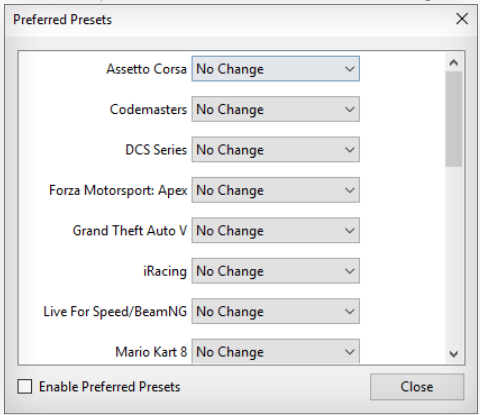 Preferred Presets
Assetto Corsa No Change
Codemasters No Change
DCS Series No Change
Forza Motorsport: Apex No Change
Grand Theft Auto V No Change
iRacing No Change
Live For Speed/BeamNG No Change
Mario Kart 8 No Change
Enable Preferred Presets Close